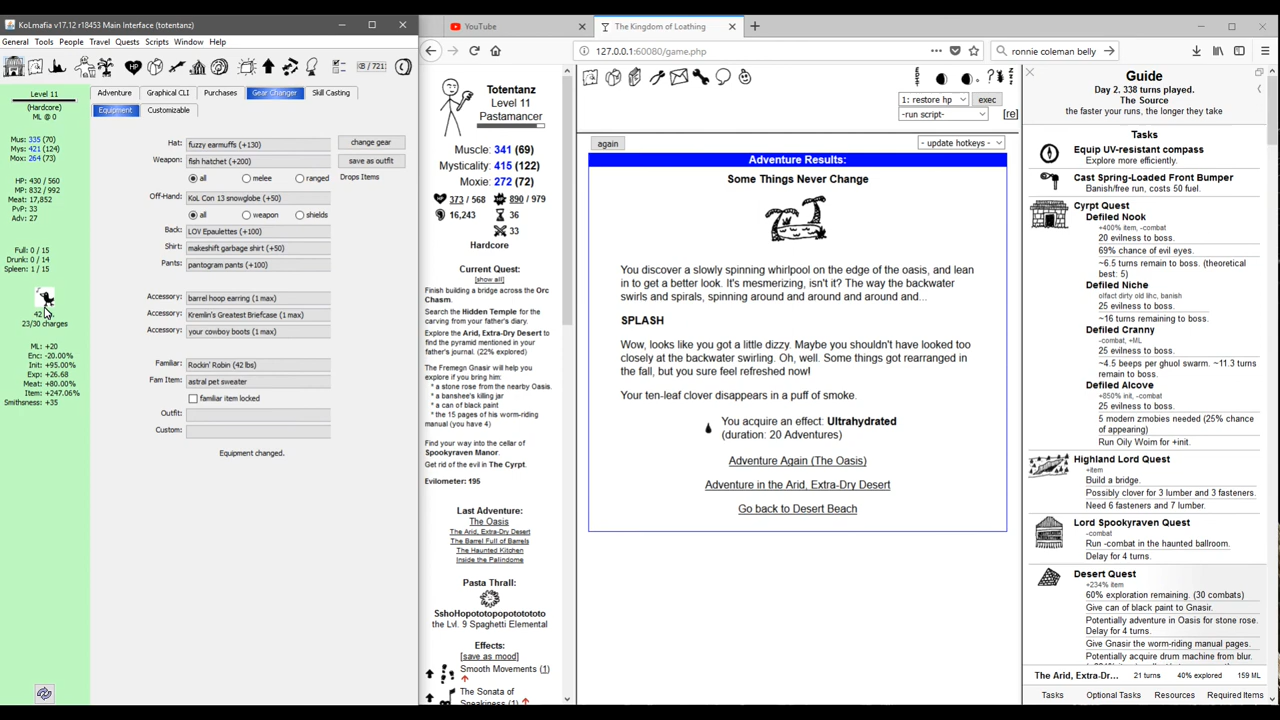 KoLmafia v17.12 r18453 Main Interface (totentanz)
General Tools People Travel Quests Scripts Window Help
Level 11
(Hardcore)
ML @ 0
Mus: 335 (70)
Mys: 421 (124)
Mox: 264 (73)
HP: 430 / 560
MP: 832 / 992
Meat: 17,852
PvP: 33
Adv: 27
Full: 0 / 15
Drunk: 0 / 14
Spleen: 1 / 15
23/30 charges
ML: +20
Enc: -20.00%
Init: +95.00%
Exp: +26.68
Meat: +80.00%
Item: +247.06%
Smithsness: +35
Adventure Graphical CLI Purchases Gear Changer Skill Casting
Equipment Customizable
Hat: fuzzy earmuffs (+130) change gear
Weapon: fish hatchet (+200) save as outfit
all melee ranged Drops Items
Off-Hand: KoL Con 13 snowglobe (+50)
all weapon shields
Back: LOV Epaulettes (+100)
Shirt: makeshift garbage shirt (+50)
Pants: pantogram pants (+100)
Accessory: barrel hoop earring (1 max)
Accessory: Kremlin's Greatest Briefcase (1 max)
Accessory: your cowboy boots (1 max)
Familiar: Rockin' Robin (42 lbs)
Fam Item: astral pet sweater
familiar item locked
Outfit:
Custom:
Equipment changed.
YouTube
The Kingdom of Loathing
127.0.0.1:60080/game.php
ronnie coleman belly
Totentanz
Level 11
Pastamancer
Muscle: 341 (69)
Mysticality: 415 (122)
Moxie: 272 (72)
373 / 568 890 / 979
16,243 36
33
Hardcore
Current Quest:
[show all]
Finish building a bridge across the Orc
Chasm.
Search the Hidden Temple for the
carving from your father's diary.
Explore the Arid, Extra-Dry Desert to
find the pyramid mentioned in your
father's journal. (22% explored)
The Fremegn Gnasir will help you
explore if you bring him:
* a stone rose from the nearby Oasis.
* a banshee's killing jar
* a can of black paint
* the 15 pages of his worm-riding
manual (you have 4)
Find your way into the cellar of
Spookyraven Manor.
Get rid of the evil in The Cyrpt.
Evilometer: 195
Last Adventure:
The Oasis
The Arid, Extra-Dry Desert
The Barrel Full of Barrels
The Haunted Kitchen
Inside the Palindome
Pasta Thrall:
SshoHopototopopototototo
the Lvl. 9 Spaghetti Elemental
Effects:
[save as mood]
Smooth Movements (1)
The Sonata of
Sneakiness (1)
1: restore hp exec
-run script- [re]
again - update hotkeys -
Adventure Results:
Some Things Never Change
You discover a slowly spinning whirlpool on the edge of the oasis, and lean
in to get a better look. It's mesmerizing, isn't it? The way the backwater
swirls and spirals, spinning around and around and around and...
SPLASH
Wow, looks like you got a little dizzy. Maybe you shouldn't have looked too
closely at the backwater swirling. Oh, well. Some things got rearranged in
the fall, but you sure feel refreshed now!
Your ten-leaf clover disappears in a puff of smoke.
You acquire an effect: Ultrahydrated
(duration: 20 Adventures)
Adventure Again (The Oasis)
Adventure in the Arid, Extra-Dry Desert
Go back to Desert Beach
Guide
Day 2. 338 turns played.
The Source
the faster your runs, the longer they take
Tasks
Equip UV-resistant compass
Explore more efficiently.
Cast Spring-Loaded Front Bumper
Banish/free run, costs 50 fuel.
Cyrpt Quest
Defiled Nook
+400% item, -combat
20 evilness to boss.
69% chance of evil eyes.
~6.5 turns remain to boss. (theoretical
best: 5)
Defiled Niche
olfact dirty old lihc, banish
25 evilness to boss.
~16 turns remaining to boss.
Defiled Cranny
-combat, +ML
25 evilness to boss.
~4.5 beeps per ghuol swarm. ~11.3 turns
remain to boss.
Defiled Alcove
+850% init, -combat
25 evilness to boss.
5 modern zmobies needed (25% chance
of appearing)
Run Oily Woim for +init.
Highland Lord Quest
+item
Build a bridge.
Possibly clover for 3 lumber and 3 fasteners.
Need 6 fasteners and 7 lumber.
Lord Spookyraven Quest
-combat
Run -combat in the haunted ballroom.
Delay for 4 turns.
Desert Quest
+234% item
60% exploration remaining. (30 combats)
Give can of black paint to Gnasir.
Potentially adventure in Oasis for stone rose.
Delay for 4 turns.
Give Gnasir the worm-riding manual pages.
Potentially acquire drum machine from blur.
The Arid, Extra-Dr... 21 turns 40% explored 159 ML
Tasks Optional Tasks Resources Required Items